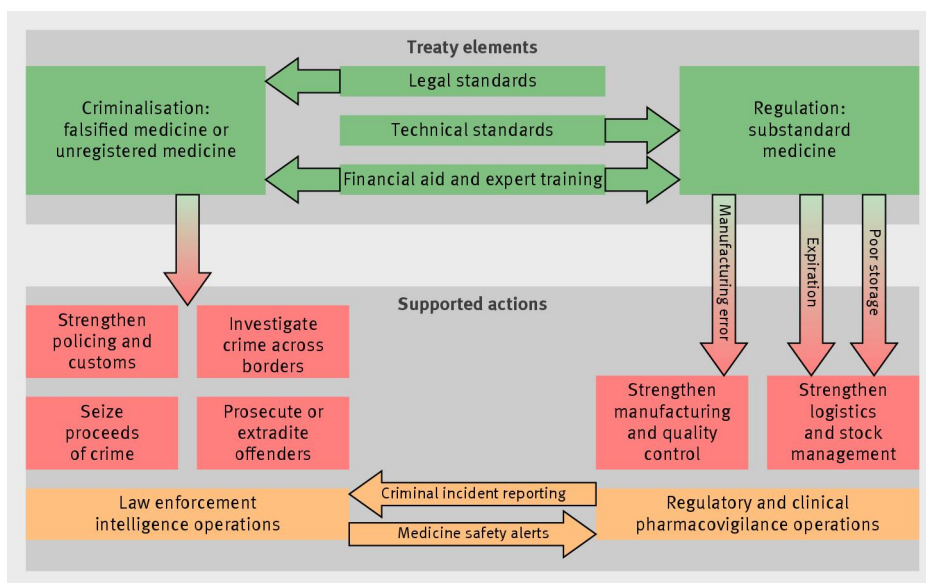 Treaty elements
Criminalisation:
falsified medicine or
unregistered medicine
Legal standards
Technical standards
Financial aid and expert training
Regulation:
substandard
medicine
Manufacturing error
Expiration
Poor storage
Supported actions
Strengthen
policing and
customs
Investigate
crime across
borders
Seize
proceeds
of crime
Prosecute or
extradite
offenders
Strengthen
manufacturing
and quality
control
Strengthen
logistics
and stock
management
Law enforcement
intelligence operations
Criminal incident reporting
Medicine safety alerts
Regulatory and clinical
pharmacovigilance operations